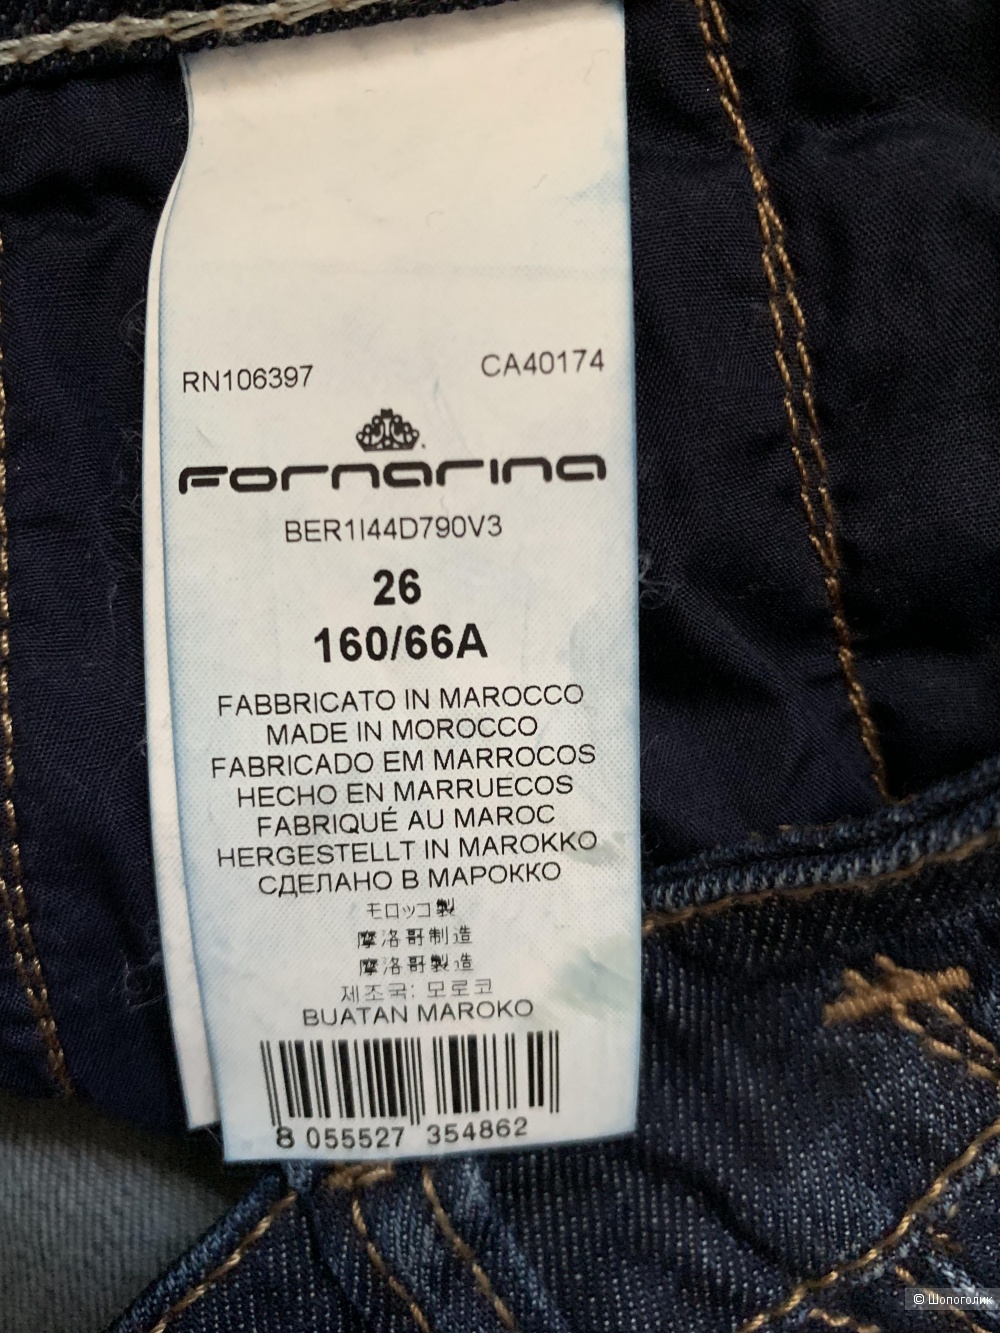 RN106397 CA40174
Fornarina
BER1I44D790V3
26
160/66A
FABBRICATO IN MAROCCO
MADE IN MOROCCO
FABRICADO EM MARROCOS
HECHO EN MARRUECOS
FABRIQUÉ AU MAROC
HERGESTELLT IN MAROKKO
СДЕЛАНО В МАРОККО
モロッコ製
摩洛哥制造
摩洛哥製造
제조국: 모로코
BUATAN MAROKO
8 055527 354862
© Шопоголик